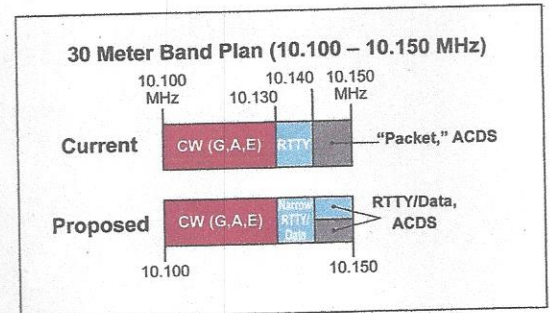 30 Meter Band Plan (10.100 – 10.150 MHz)
10.100 MHz
10.130
10.140
10.150 MHz
Current
CW (G,A,E)
RTTY
“Packet,” ACDS
Proposed
CW (G,A,E)
Narrow
RTTY/
Data
RTTY/Data,
ACDS
10.100
10.150